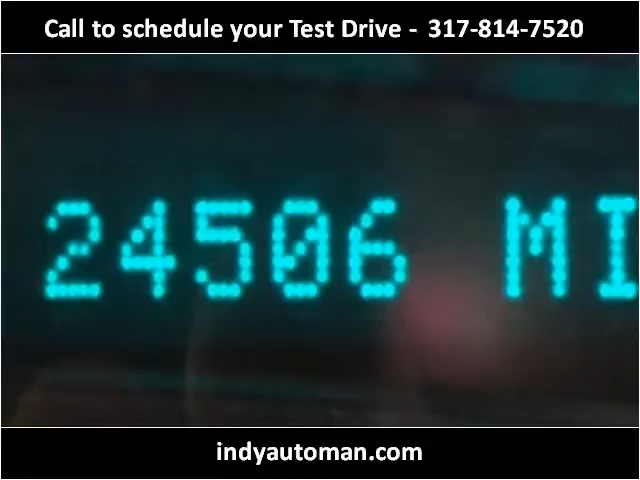 Call to schedule your Test Drive - 317-814-7520
24506 MI
indyautoman.com